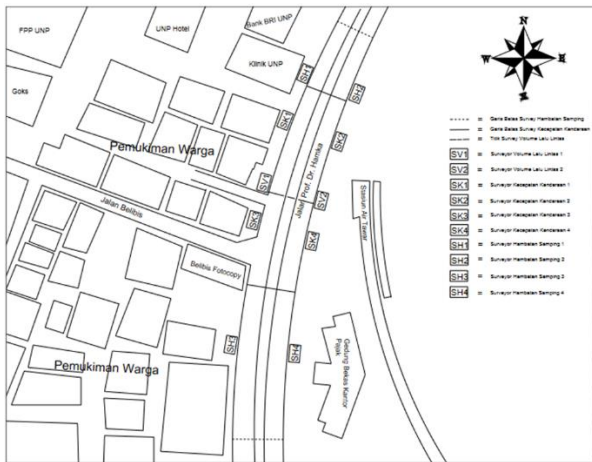 FPP UNP
UNP Hotel
Bank BRI UNP
Klinik UNP
Goks
SH1
SH2
SK1
SK2
Pemukiman Warga
Jalan Prof. Dr. Hamka
SV1
SV2
Stasiun Air Tawar
Jalan Belibis
SK3
SK4
Belibis Fotocopy
SH3
SH4
Gedung Bekas Kantor
Pajak
Pemukiman Warga
= Garis Batas Survey Hambatan Samping
= Garis Batas Survey Kecepatan Kendaraan
= Titik Survey Volume Lalu Lintas
SV1 = Surveyor Volume Lalu Lintas 1
SV2 = Surveyor Volume Lalu Lintas 2
SK1 = Surveyor Kecepatan Kendaraan 1
SK2 = Surveyor Kecepatan Kendaraan 2
SK3 = Surveyor Kecepatan Kendaraan 3
SK4 = Surveyor Kecepatan Kendaraan 4
SH1 = Surveyor Hambatan Samping 1
SH2 = Surveyor Hambatan Samping 2
SH3 = Surveyor Hambatan Samping 3
SH4 = Surveyor Hambatan Samping 4